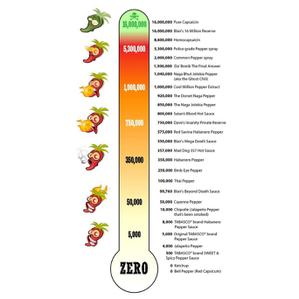 16,000,000
5,300,000
1,000,000
750,000
350,000
50,000
5,000
ZERO
16,000,000 Pure Capsaicin
16,000,000 Blair's 16 Million Reserve
8,600,000 Homocapsaicin
5,300,000 Police-grade Pepper spray
2,000,000 Common Pepper spray
1,500,000 Da' Bomb The Final Answer
1,040,000 Naga Bhut Jolokia Pepper
(aka the Ghost Chili)
1,000,000 Cool Million Pepper Extract
923,000 The Dorset Naga Pepper
855,000 Naga Jolokia Pepper
800,000 Satan's Blood Hot Sauce
750,000 Dave's Insanity Private Reserve
577,000 Red Savina Habanero Pepper
550,000 Blair's Mega Death Sauce
357,000 Mad Dog 357 Hot Sauce
350,000 Habanero Pepper
225,000 Birds Eye Pepper
100,000 Thai Pepper
Blair's Beyond Death Sauce
50,000 Cayenne Pepper
10,000 Chipotle (Jalapeño Pepper
that's been smoked)
TABASCO® brand Habanero
Pepper Sauce
5,000 Original TABASCO® brand
Pepper Sauce
Jalapeño Pepper
TABASCO® brand SWEET &
Spicy Pepper Sauce
0 Ketchup
0 Bell Pepper (Red Capsicum)